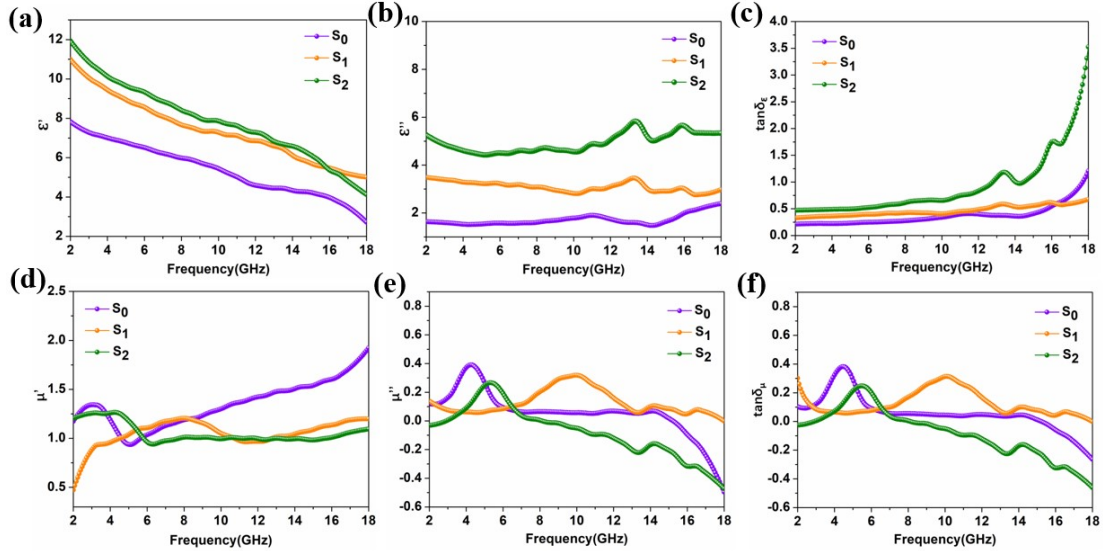 (a)
12
10
8
6
4
2
ε'
S0
S1
S2
2 4 6 8 10 12 14 16 18
Frequency(GHz)
(b)
10
8
6
4
2
ε''
S0
S1
S2
2 4 6 8 10 12 14 16 18
Frequency(GHz)
(c)
4.0
3.5
3.0
2.5
2.0
1.5
1.0
0.5
0.0
tanδε
S0
S1
S2
2 4 6 8 10 12 14 16 18
Frequency(GHz)
(d)
2.5
2.0
1.5
1.0
0.5
μ'
S0
S1
S2
2 4 6 8 10 12 14 16 18
Frequency(GHz)
(e)
0.8
0.6
0.4
0.2
0.0
-0.2
-0.4
-0.6
μ''
S0
S1
S2
2 4 6 8 10 12 14 16 18
Frequency(GHz)
(f)
0.8
0.6
0.4
0.2
0.0
-0.2
-0.4
-0.6
tanδμ
S0
S1
S2
2 4 6 8 10 12 14 16 18
Frequency(GHz)